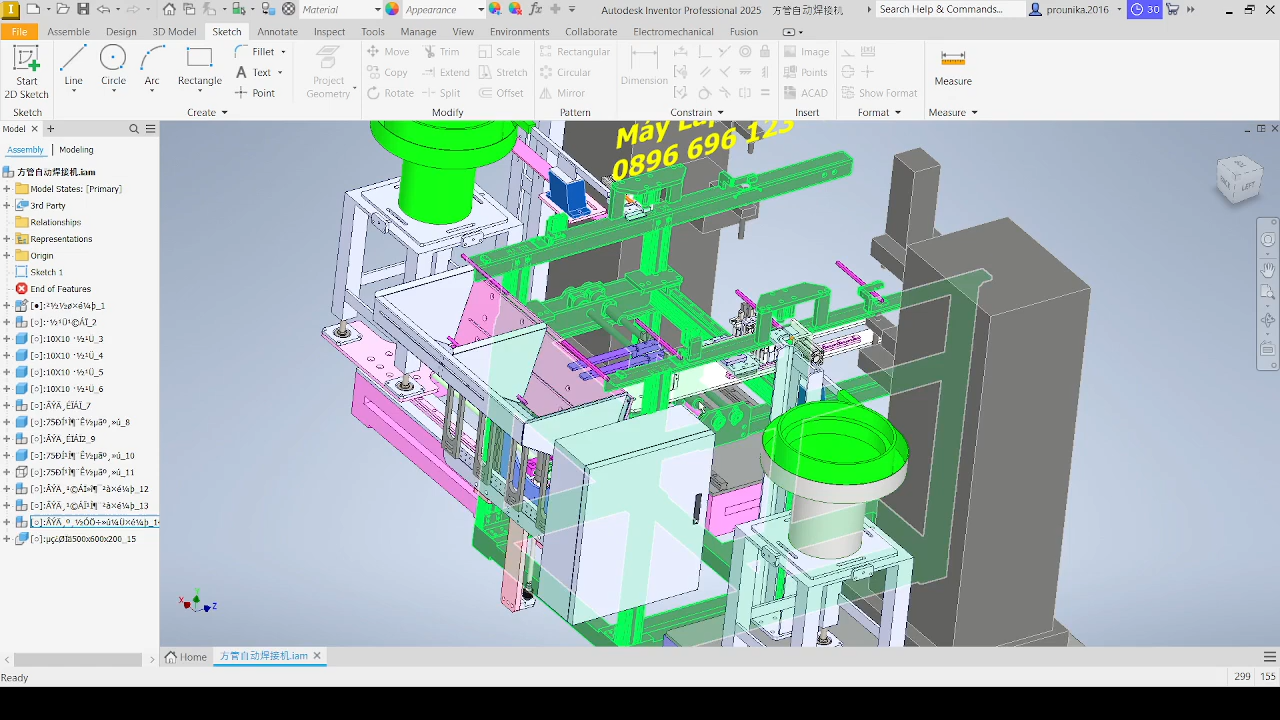 Material
Appearance
Autodesk Inventor Professional 2025
方管自动焊接机
Search Help & Commands...
prounika.2016
30
File
Assemble
Design
3D Model
Sketch
Annotate
Inspect
Tools
Manage
View
Environments
Collaborate
Electromechanical
Fusion
Start
2D Sketch
Line
Circle
Arc
Rectangle
Fillet
Text
Point
Project
Geometry
Move
Copy
Rotate
Trim
Extend
Split
Scale
Stretch
Offset
Rectangular
Circular
Mirror
Dimension
Image
Points
ACAD
Show Format
Measure
Sketch
Create
Modify
Pattern
Constrain
Insert
Format
Measure
Model
Assembly
Modeling
方管自动焊接机.iam
Model States: [Primary]
3rd Party
Relationships
Representations
Origin
Sketch 1
End of Features
0896 696 123
LEFT
X
Y
Z
Home
方管自动焊接机.iam
Ready
299
155